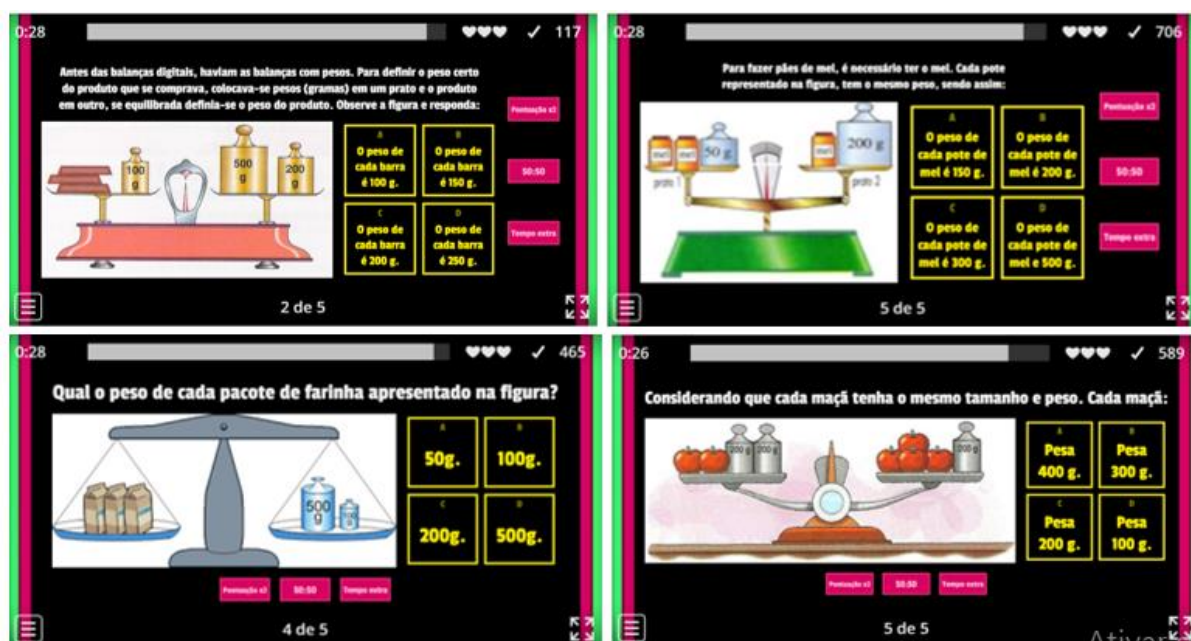 0:28
117
Antes das balanças digitais, haviam as balanças com pesos. Para definir o peso certo
do produto que se comprava, colocava-se pesos (gramas) em um prato e o produto
em outro, se equilibrada definia-se o peso do produto. Observe a figura e responda:
100
g
500
g
200
g
A
O peso de
cada barra
é 100 g.
B
O peso de
cada barra
é 150 g.
C
O peso de
cada barra
é 200 g.
D
O peso de
cada barra
é 250 g.
Pontuação x2
50:50
Tempo extra
2 de 5
0:28
706
Para fazer pães de mel, é necessário ter o mel. Cada pote
representado na figura, tem o mesmo peso, sendo assim:
mel
mel
50 g
mel
200 g
prato 1
prato 2
A
O peso de
cada pote de
mel é 150 g.
B
O peso de
cada pote de
mel é 200 g.
C
O peso de
cada pote de
mel é 300 g.
D
O peso de
cada pote de
mel e 500 g.
Pontuação x2
50:50
Tempo extra
5 de 5
0:28
465
Qual o peso de cada pacote de farinha apresentado na figura?
500
g
A
50g.
B
100g.
C
200g.
D
500g.
Pontuação x2
50:50
Tempo extra
4 de 5
0:26
589
Considerando que cada maçã tenha o mesmo tamanho e peso. Cada maçã:
200 g
200 g
200 g
A
Pesa
400 g.
B
Pesa
300 g.
C
Pesa
200 g.
D
Pesa
100 g.
Pontuação x2
50:50
Tempo extra
5 de 5